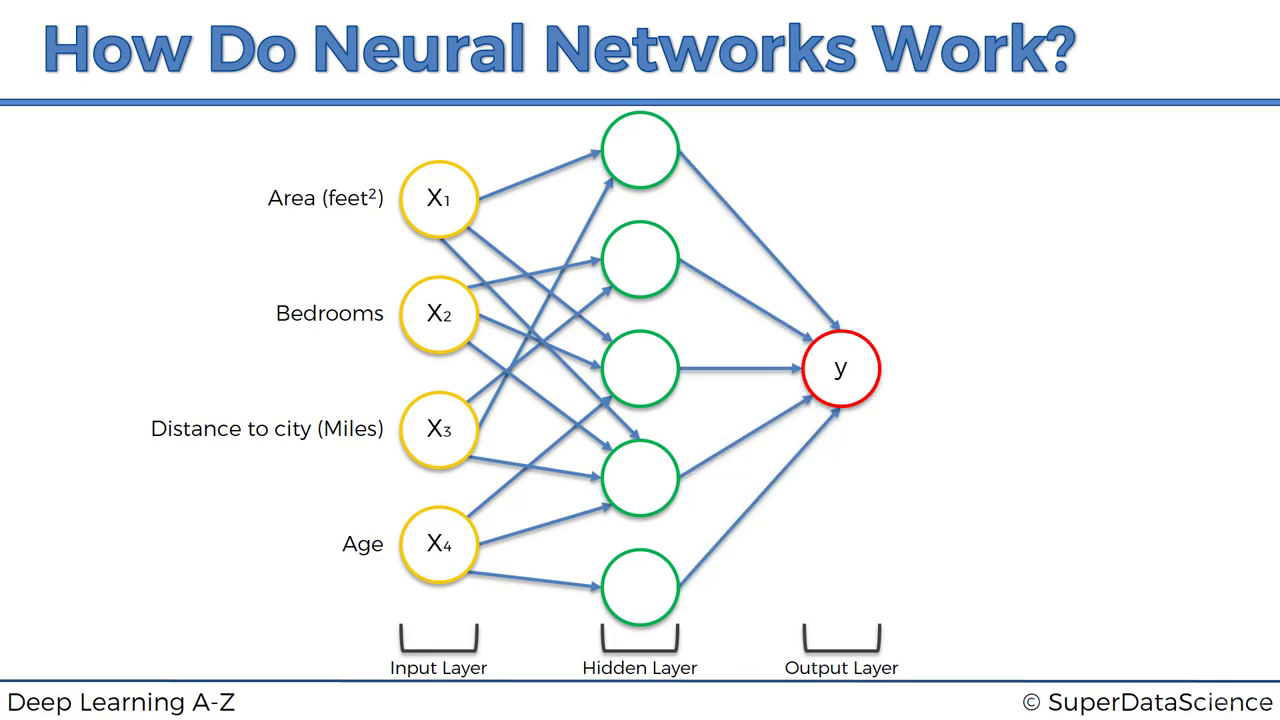 How Do Neural Networks Work?
Area (feet²)
X₁
Bedrooms
X₂
Distance to city (Miles)
X₃
Age
X₄
y
Input Layer
Hidden Layer
Output Layer
Deep Learning A-Z
© SuperDataScience